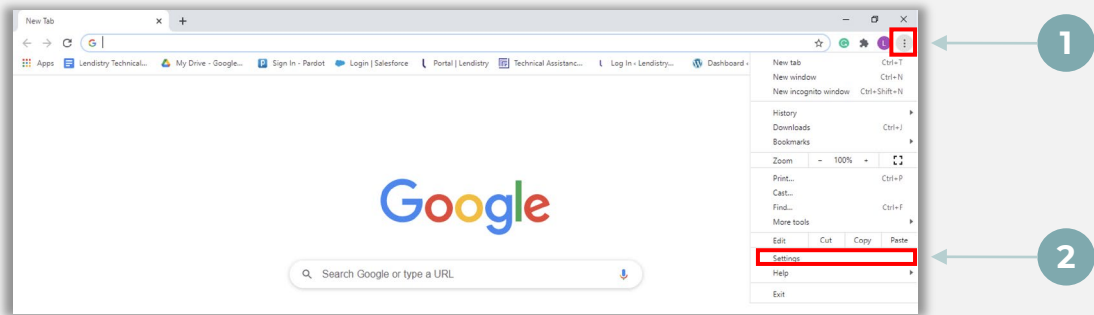 New Tab
G
L
Apps Lendistry Technical... My Drive - Google... Sign In - Pardot Login | Salesforce Portal | Lendistry Technical Assistanc... Log In ‹ Lendistry... Dashboard ‹
New tab Ctrl+T
New window Ctrl+N
New incognito window Ctrl+Shift+N
History
Downloads Ctrl+J
Bookmarks
Zoom - 100% +
Print... Ctrl+P
Cast...
Find... Ctrl+F
More tools
Edit Cut Copy Paste
Settings
Help
Exit
Google
Search Google or type a URL
1
2